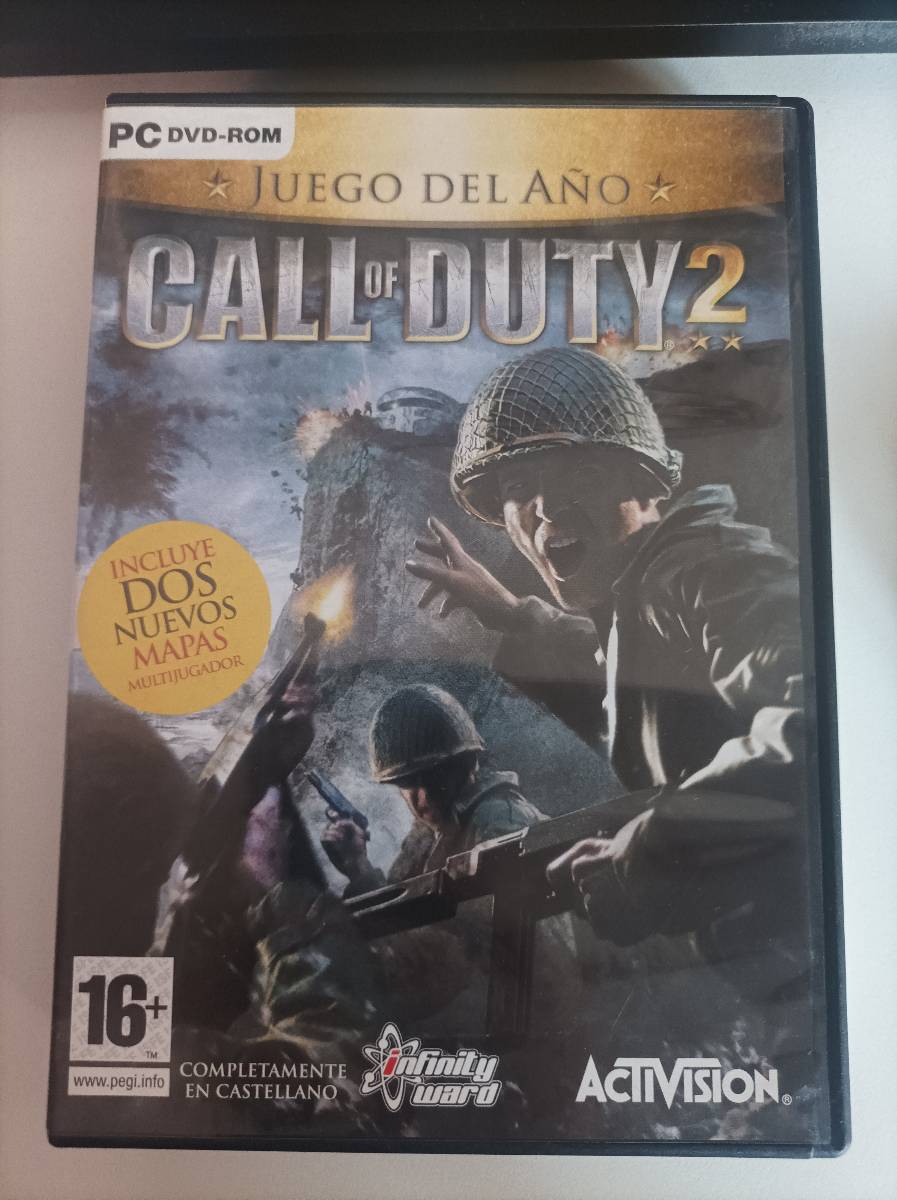 PC DVD-ROM
JUEGO DEL AÑO
CALL OF DUTY 2
®
INCLUYE
DOS
NUEVOS
MAPAS
MULTIJUGADOR
16+
TM
www.pegi.info
COMPLETAMENTE
EN CASTELLANO
infinity
ward
ACTIVISION®